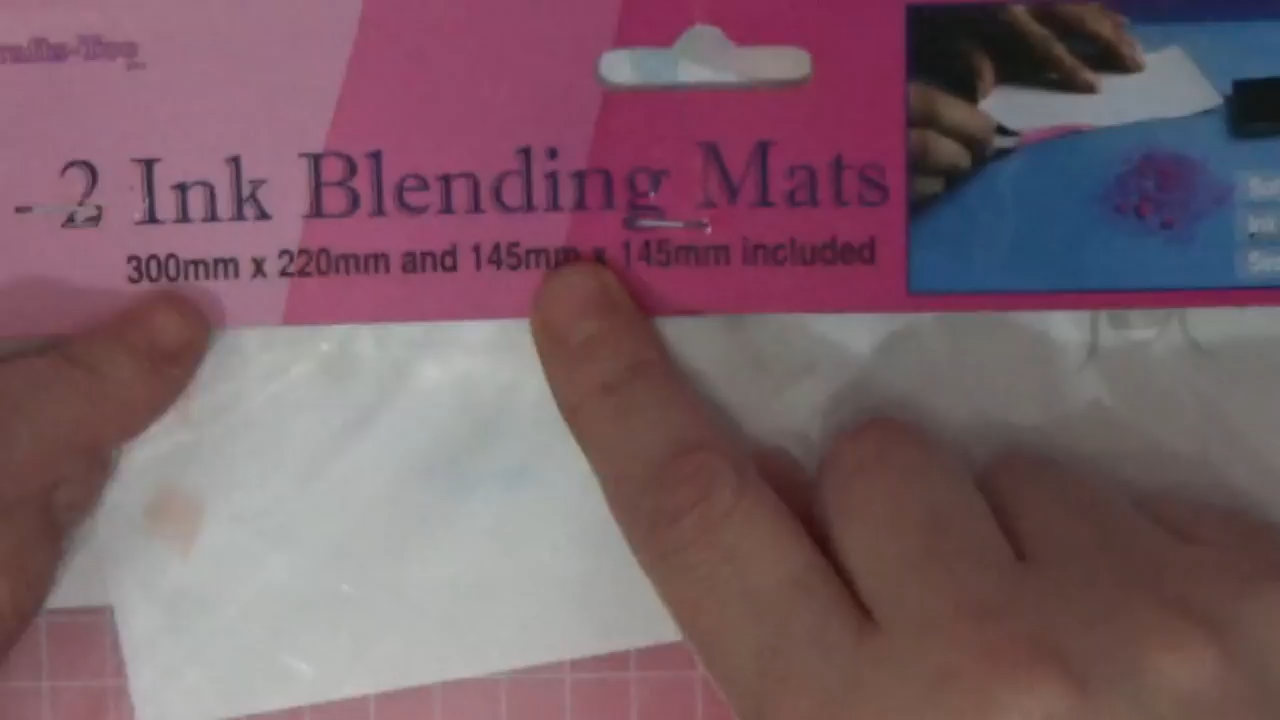 2 Ink Blending Mats
300mm x 220mm and 145mm x 145mm included